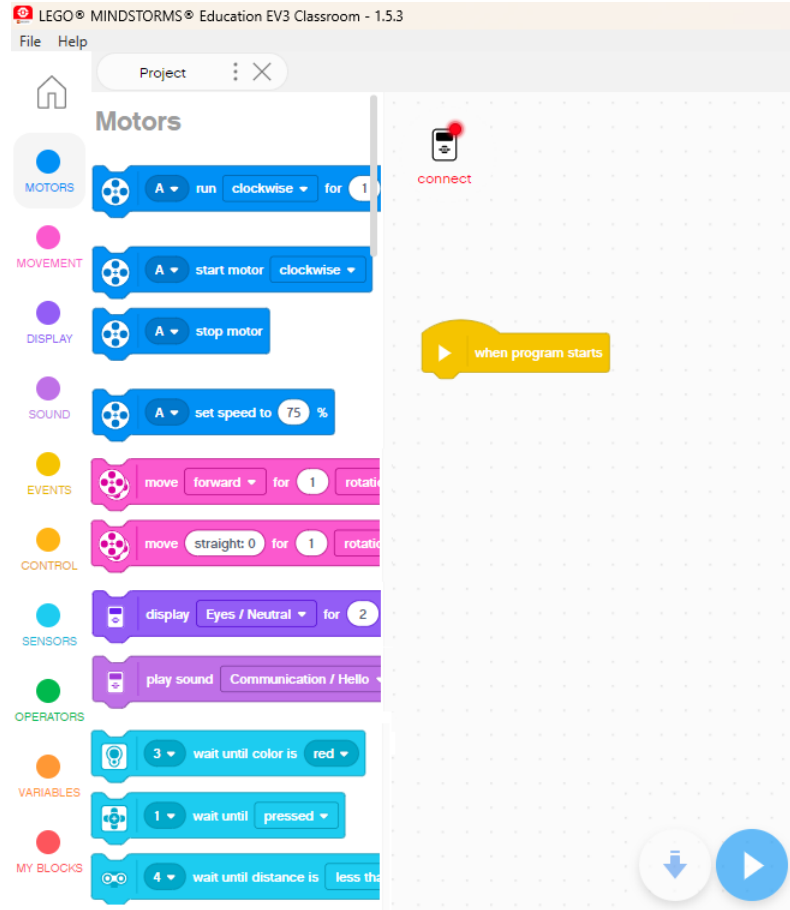 LEGO® MINDSTORMS® Education EV3 Classroom - 1.5.3
File Help
Project
Motors
MOTORS
MOVEMENT
DISPLAY
SOUND
EVENTS
CONTROL
SENSORS
OPERATORS
VARIABLES
MY BLOCKS
A run clockwise for 1
A start motor clockwise
A stop motor
A set speed to 75 %
move forward for 1 rotati
move straight: 0 for 1 rotati
display Eyes / Neutral for 2
play sound Communication / Hello
3 wait until color is red
1 wait until pressed
4 wait until distance is less tha
connect
when program starts